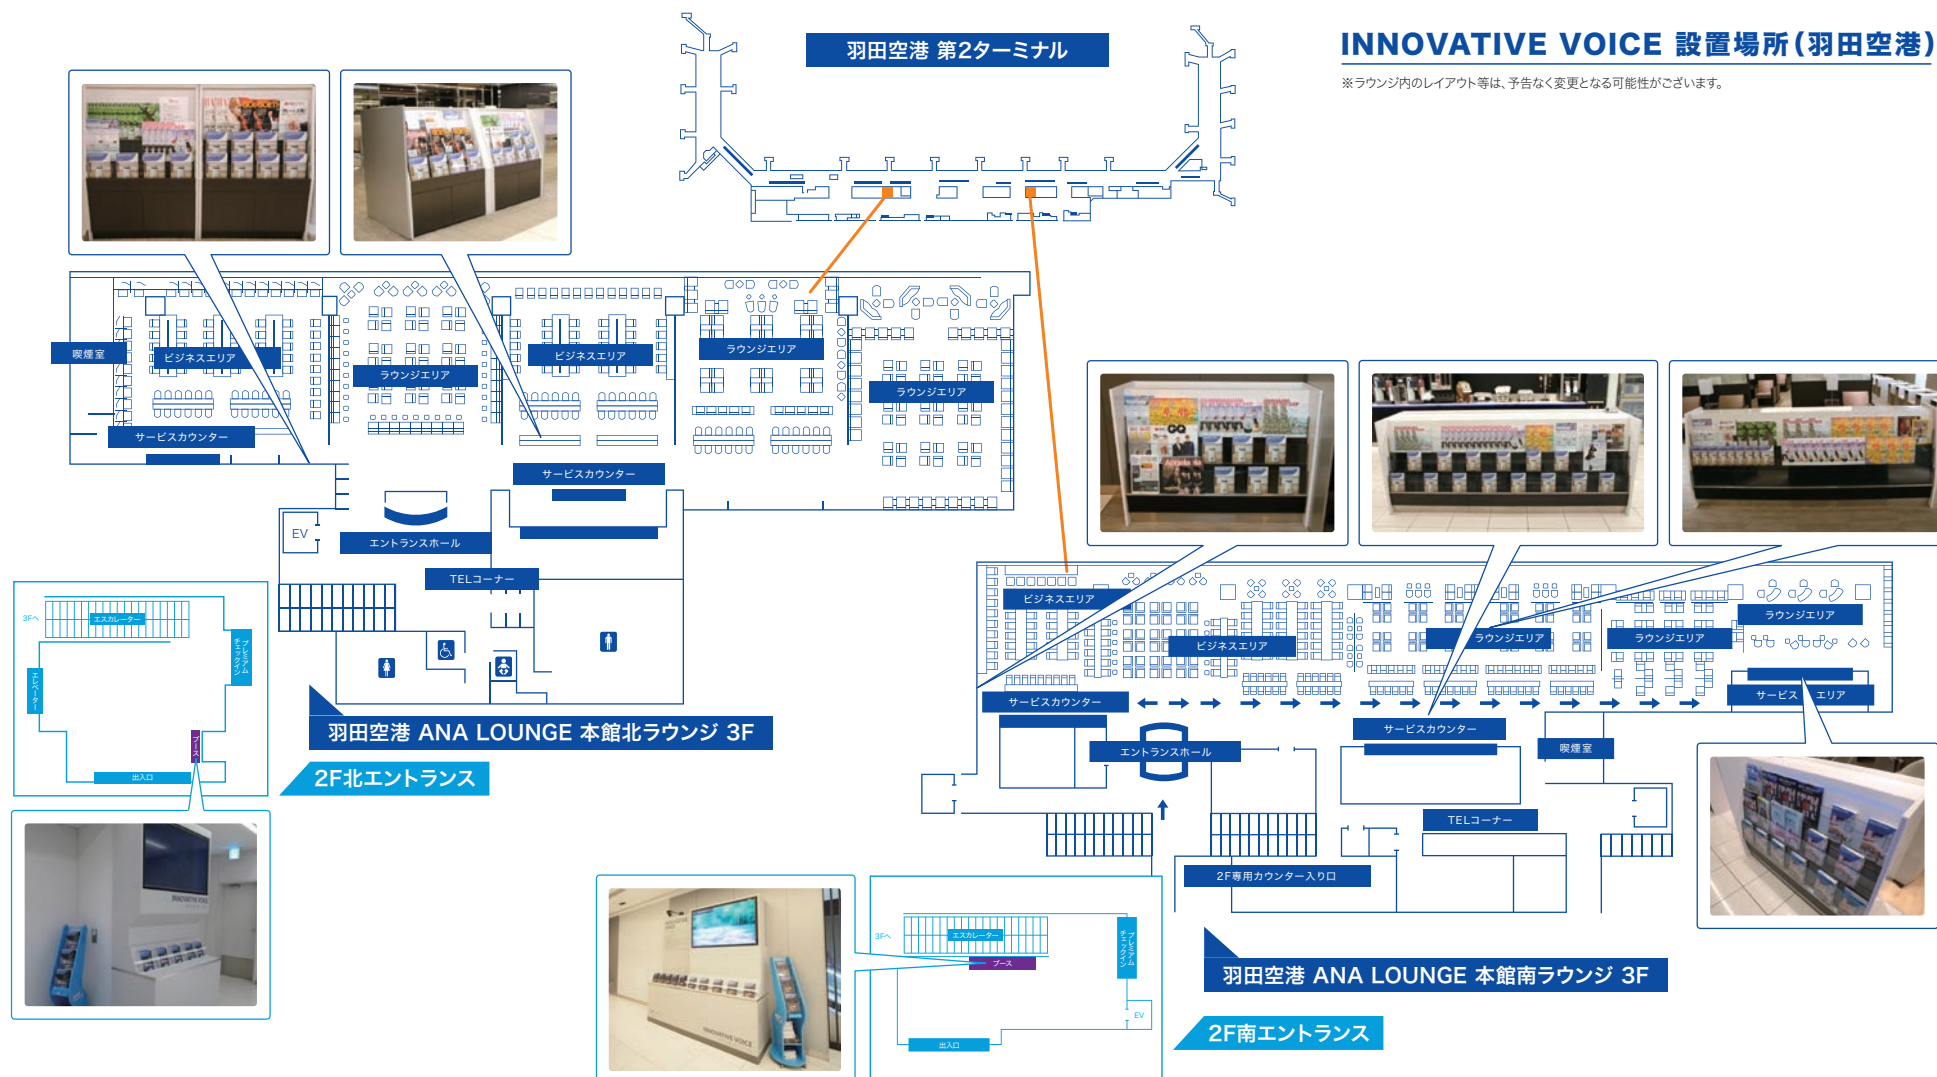 INNOVATIVE VOICE 設置場所(羽田空港)
※ラウンジ内のレイアウト等は、予告なく変更となる可能性がございます。
羽田空港 第2ターミナル
喫煙室
ビジネスエリア
ラウンジエリア
ビジネスエリア
ラウンジエリア
ラウンジエリア
サービスカウンター
サービスカウンター
EV
エントランスホール
TELコーナー
羽田空港 ANA LOUNGE 本館北ラウンジ 3F
2F北エントランス
3Fへ
エスカレーター
プレミアム
チェックイン
エレベーター
ブース
出入口
INNOVATIVE VOICE
GQ
ビジネスエリア
ビジネスエリア
ラウンジエリア
ラウンジエリア
ラウンジエリア
サービスカウンター
サービスエリア
エントランスホール
サービスカウンター
喫煙室
TELコーナー
2F専用カウンター入り口
羽田空港 ANA LOUNGE 本館南ラウンジ 3F
2F南エントランス
3Fへ
エスカレーター
ブース
プレミアム
チェックイン
EV
出入口
INNOVATIVE VOICE